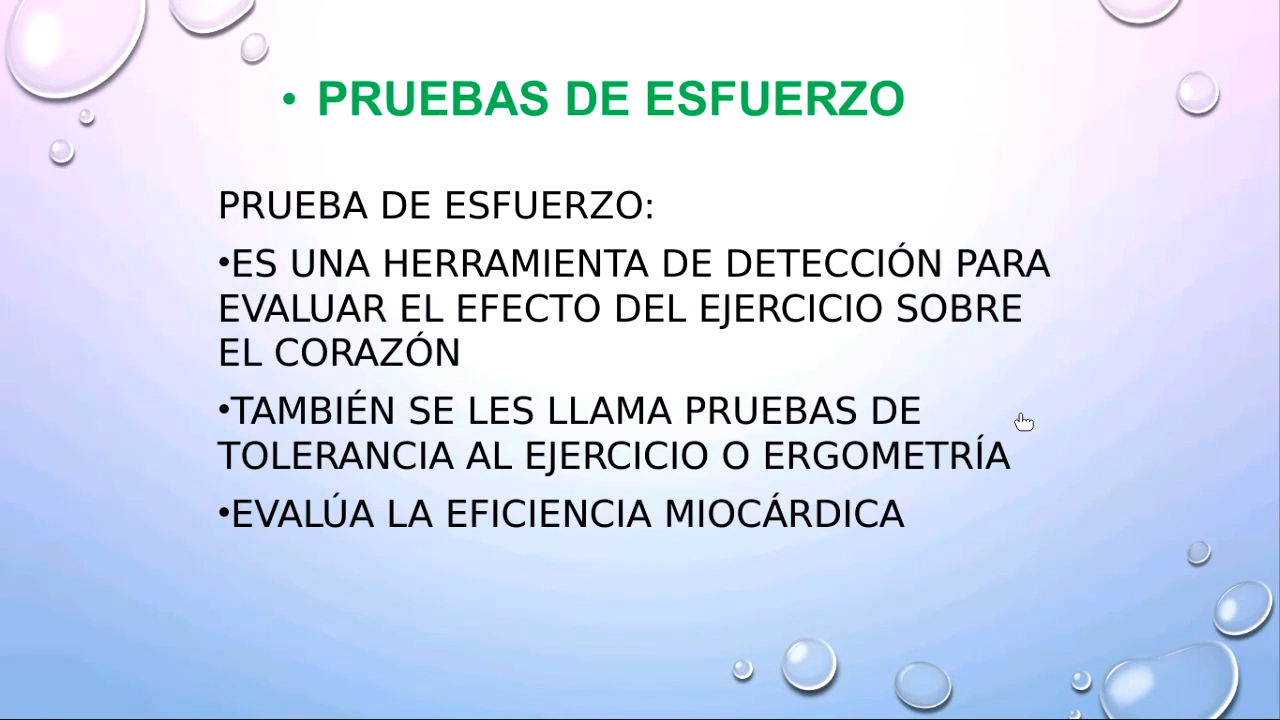 • PRUEBAS DE ESFUERZO
PRUEBA DE ESFUERZO:
•ES UNA HERRAMIENTA DE DETECCIÓN PARA
EVALUAR EL EFECTO DEL EJERCICIO SOBRE
EL CORAZÓN
•TAMBIÉN SE LES LLAMA PRUEBAS DE
TOLERANCIA AL EJERCICIO O ERGOMETRÍA
•EVALÚA LA EFICIENCIA MIOCÁRDICA